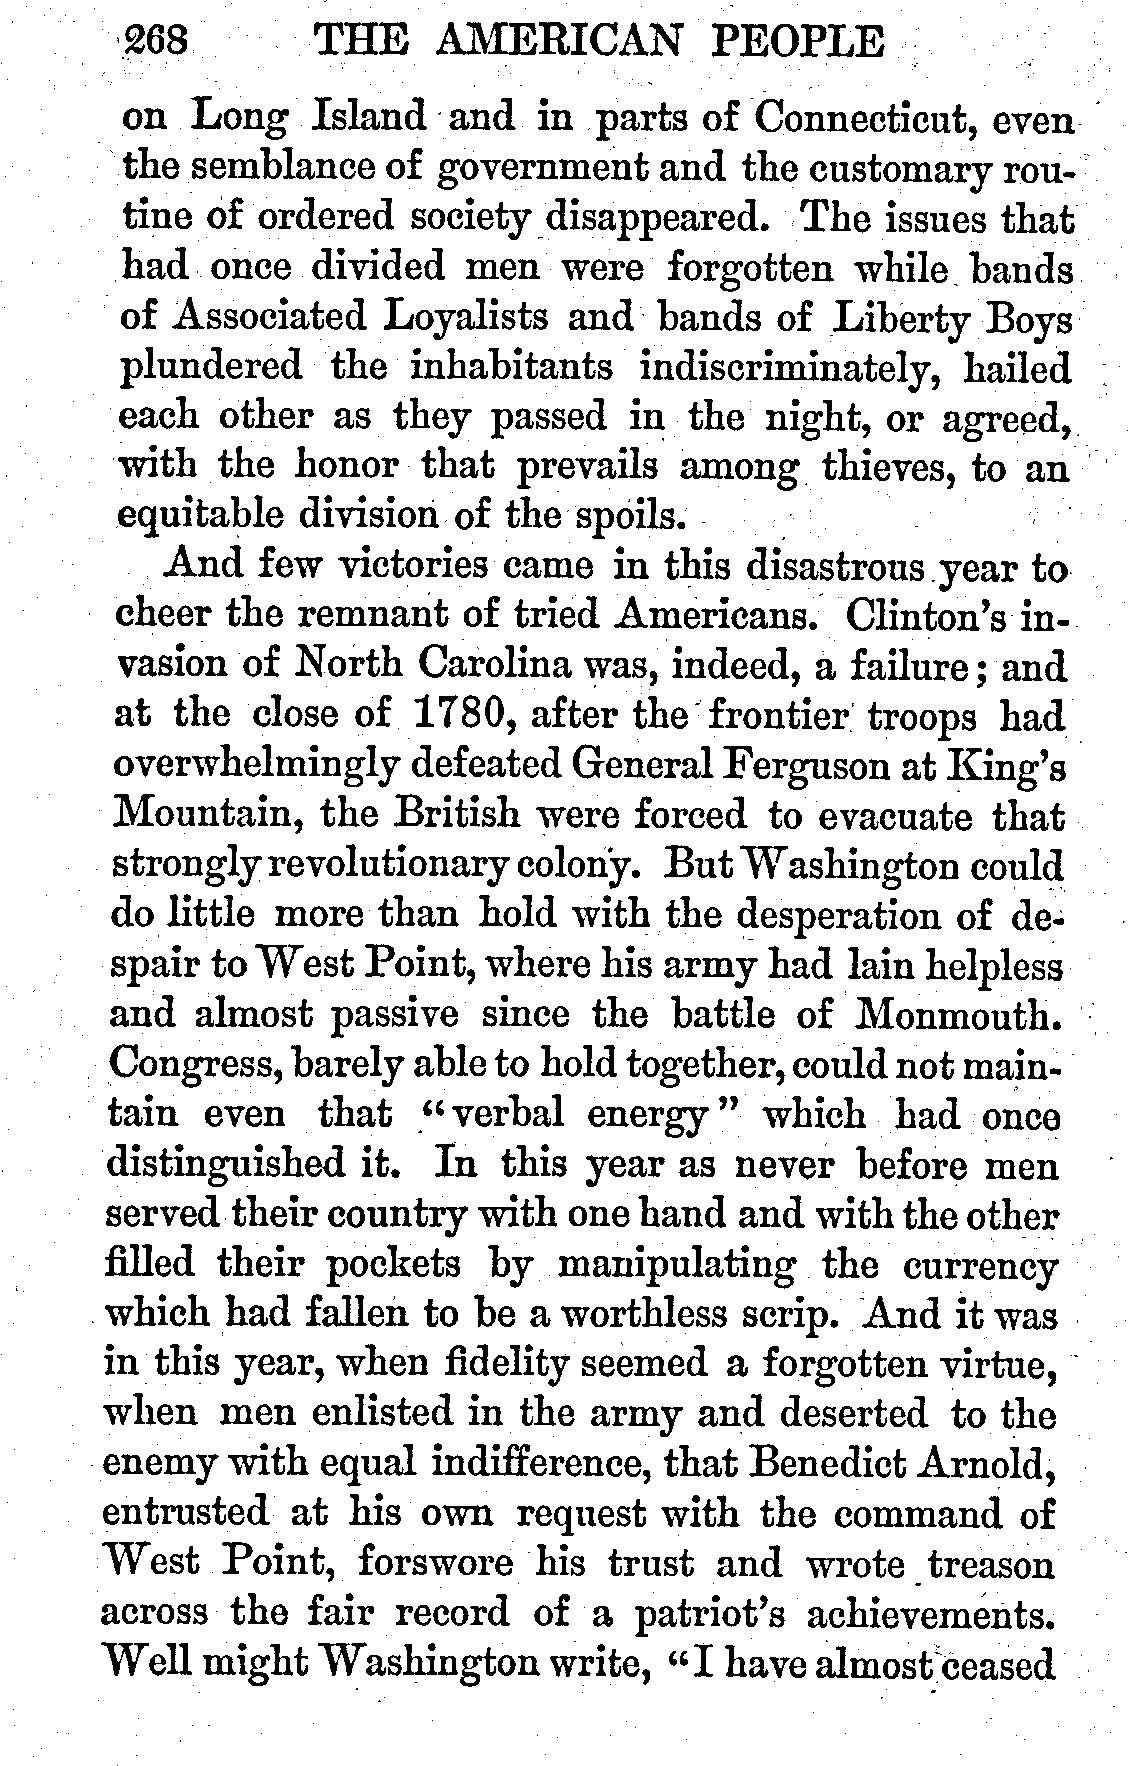 268 THE AMERICAN PEOPLE
on Long Island and in parts of Connecticut, even
the semblance of government and the customary rou-
tine of ordered society disappeared. The issues that
had once divided men were forgotten while bands
of Associated Loyalists and bands of Liberty Boys
plundered the inhabitants indiscriminately, hailed
each other as they passed in the night, or agreed,
with the honor that prevails among thieves, to an
equitable division of the spoils.
And few victories came in this disastrous year to
cheer the remnant of tried Americans. Clinton's in-
vasion of North Carolina was, indeed, a failure; and
at the close of 1780, after the frontier troops had
overwhelmingly defeated General Ferguson at King's
Mountain, the British were forced to evacuate that
strongly revolutionary colony. But Washington could
do little more than hold with the desperation of de-
spair to West Point, where his army had lain helpless
and almost passive since the battle of Monmouth.
Congress, barely able to hold together, could not main-
tain even that "verbal energy" which had once
distinguished it. In this year as never before men
served their country with one hand and with the other
filled their pockets by manipulating the currency
which had fallen to be a worthless scrip. And it was
in this year, when fidelity seemed a forgotten virtue,
when men enlisted in the army and deserted to the
enemy with equal indifference, that Benedict Arnold,
entrusted at his own request with the command of
West Point, forswore his trust and wrote treason
across the fair record of a patriot's achievements.
Well might Washington write, "I have almost ceased